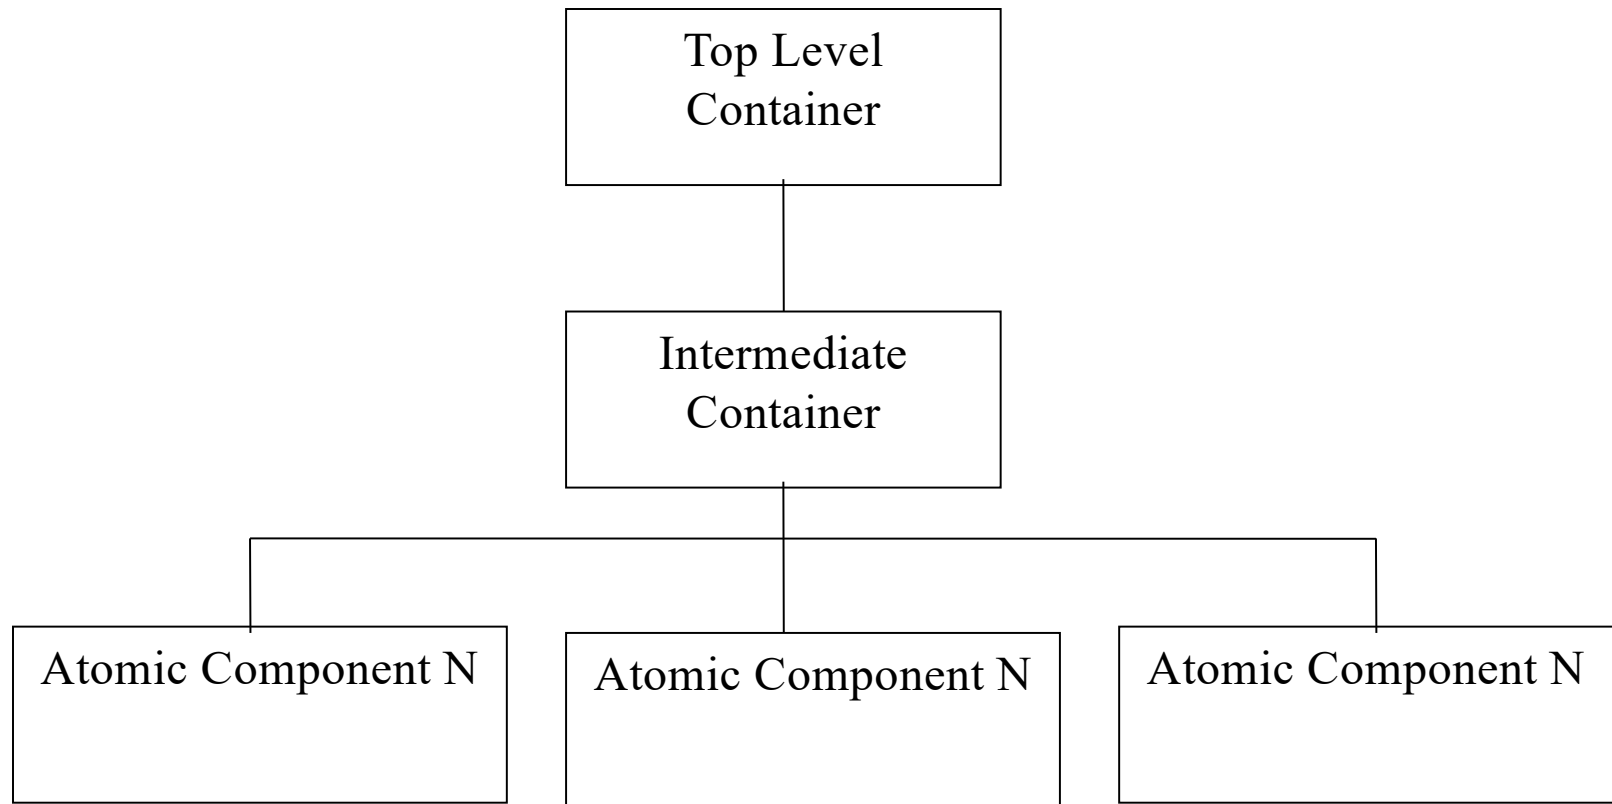 Top Level
Container
Intermediate
Container
Atomic Component N
Atomic Component N
Atomic Component N